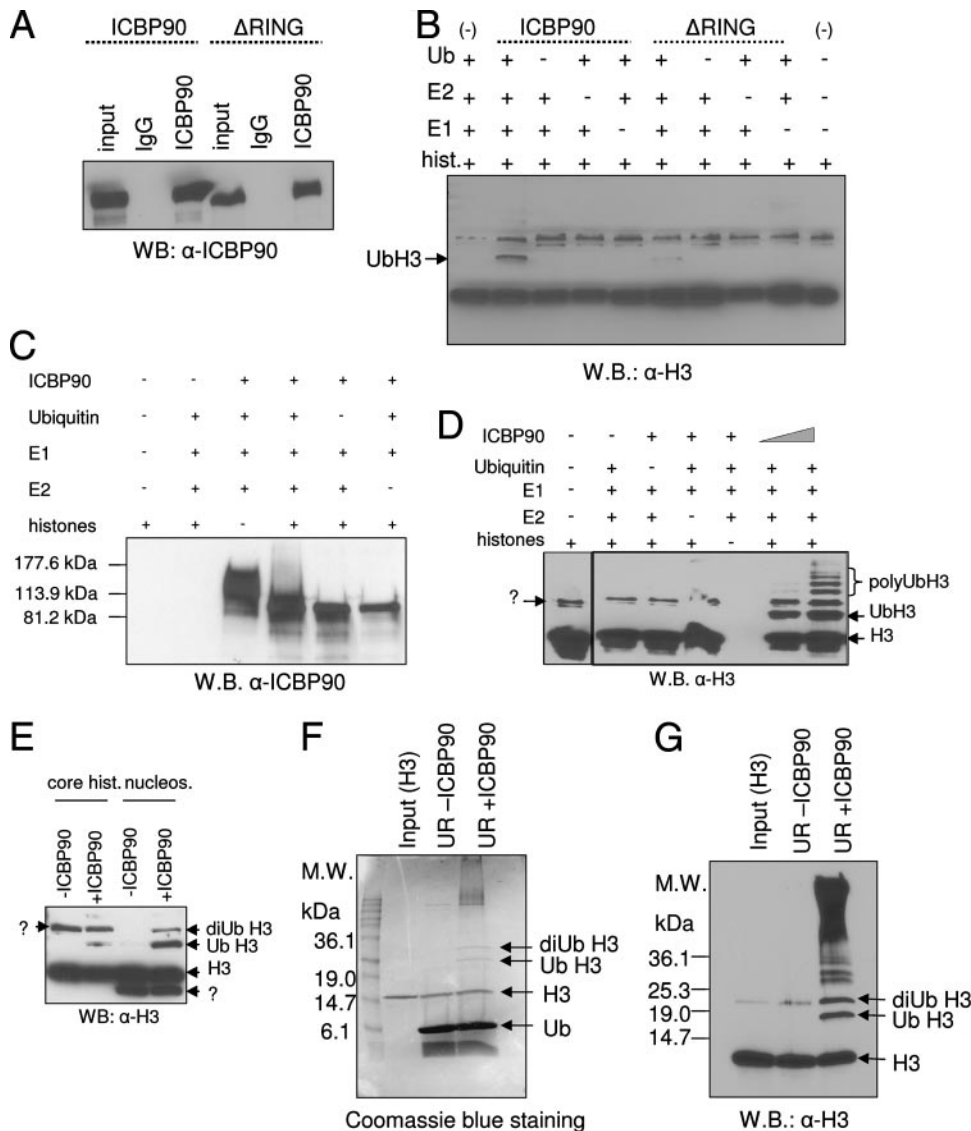 A
ICBP90 ΔRING
input IgG ICBP90 input IgG ICBP90
WB: α-ICBP90
B
(-) ICBP90 ΔRING (-)
Ub + + - + + + - + + -
E2 + + + - + + + - + -
E1 + + + + - + + + - -
hist. + + + + + + + + + +
UbH3
W.B.: α-H3
C
ICBP90 - - + + + +
Ubiquitin - + + + - +
E1 - + + + + +
E2 - + + + + -
histones + + - + + +
177.6 kDa
113.9 kDa
81.2 kDa
W.B. α-ICBP90
D
ICBP90 - - + + +
Ubiquitin - + - + + + +
E1 - + + + + + +
E2 - + + - + + +
histones + + + + - + +
polyUbH3
?
UbH3
H3
W.B. α-H3
E
core hist. nucleos.
-ICBP90 +ICBP90 -ICBP90 +ICBP90
? diUb H3
Ub H3
H3
?
WB: α-H3
F
Input (H3) UR –ICBP90 UR +ICBP90
M.W.
kDa
36.1
diUb H3
Ub H3
19.0
H3
14.7
6.1 Ub
Coomassie blue staining
G
Input (H3) UR –ICBP90 UR +ICBP90
M.W.
kDa
36.1
25.3
diUb H3
19.0
Ub H3
14.7
H3
W.B.: α-H3